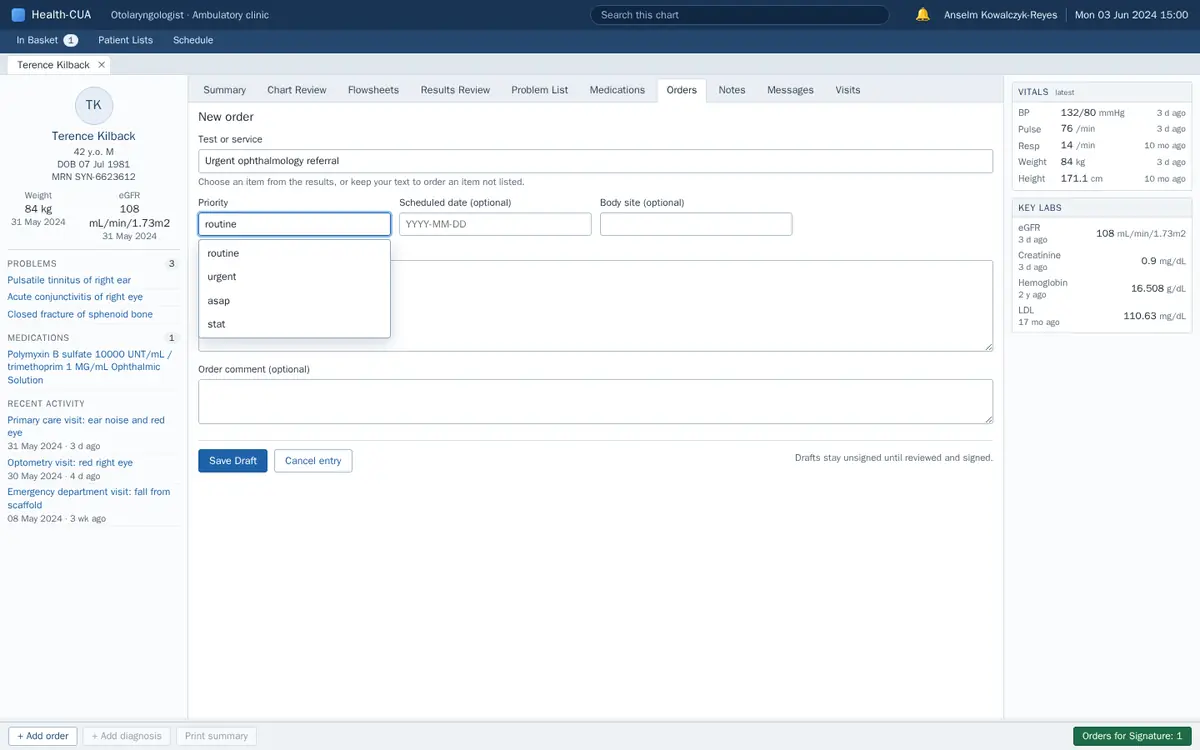 Health-CUA
Otolaryngologist · Ambulatory clinic
Search this chart
Anselm Kowalczyk-Reyes
Mon 03 Jun 2024 15:00
In Basket 1
Patient Lists
Schedule
Terence Kilback ×
TK
Terence Kilback
42 y.o. M
DOB 07 Jul 1981
MRN SYN-6623612
Weight
84 kg
31 May 2024
eGFR
108
mL/min/1.73m2
31 May 2024
PROBLEMS 3
Pulsatile tinnitus of right ear
Acute conjunctivitis of right eye
Closed fracture of sphenoid bone
MEDICATIONS 1
Polymyxin B sulfate 10000 UNT/mL /
trimethoprim 1 MG/mL Ophthalmic
Solution
RECENT ACTIVITY
Primary care visit: ear noise and red
eye
31 May 2024 · 3 d ago
Optometry visit: red right eye
30 May 2024 · 4 d ago
Emergency department visit: fall from
scaffold
08 May 2024 · 3 wk ago
Summary
Chart Review
Flowsheets
Results Review
Problem List
Medications
Orders
Notes
Messages
Visits
New order
Test or service
Urgent ophthalmology referral
Choose an item from the results, or keep your text to order an item not listed.
Priority
routine
Scheduled date (optional)
YYYY-MM-DD
Body site (optional)
routine
urgent
asap
stat
Order comment (optional)
Save Draft
Cancel entry
Drafts stay unsigned until reviewed and signed.
VITALS latest
BP 132/80 mmHg 3 d ago
Pulse 76 /min 3 d ago
Resp 14 /min 10 mo ago
Weight 84 kg 3 d ago
Height 171.1 cm 10 mo ago
KEY LABS
eGFR
3 d ago
108 mL/min/1.73m2
Creatinine
3 d ago
0.9 mg/dL
Hemoglobin
2 y ago
16.508 g/dL
LDL
17 mo ago
110.63 mg/dL
+ Add order
+ Add diagnosis
Print summary
Orders for Signature: 1